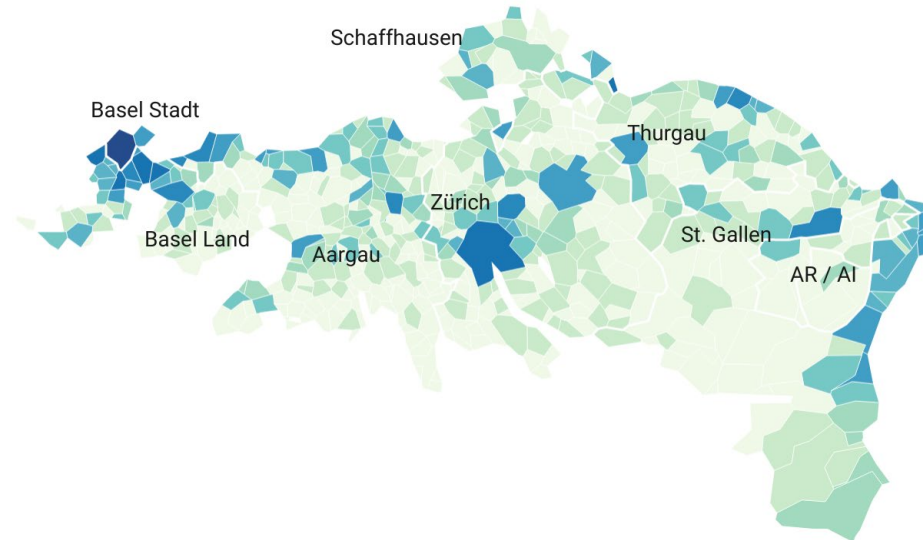 Schaffhausen
Basel Stadt
Thurgau
Zürich
St. Gallen
Basel Land
Aargau
AR / AI